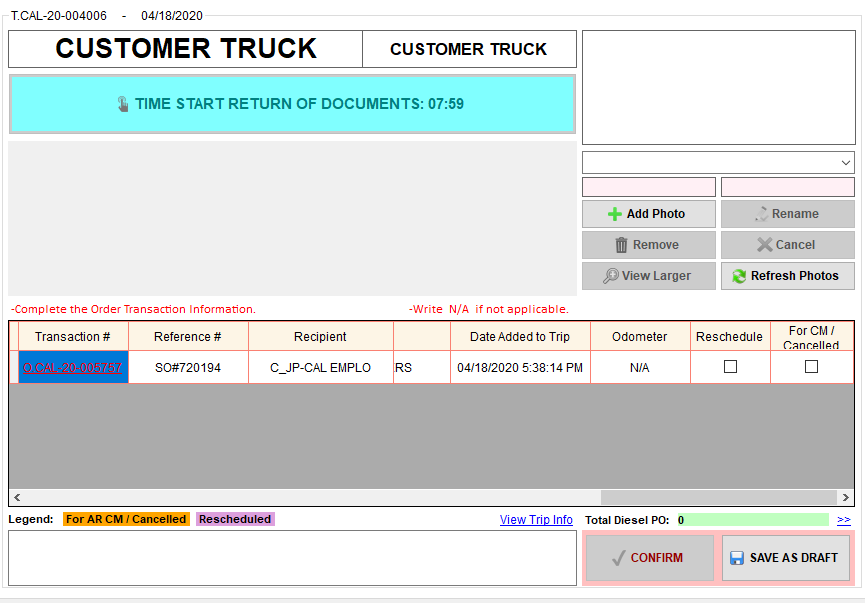 T.CAL-20-004006 - 04/18/2020
CUSTOMER TRUCK
CUSTOMER TRUCK
TIME START RETURN OF DOCUMENTS: 07:59
Add Photo
Rename
Remove
Cancel
View Larger
Refresh Photos
-Complete the Order Transaction Information.
-Write N/A if not applicable.
Transaction # Reference # Recipient Date Added to Trip Odometer Reschedule For CM / Cancelled
O.CAL-20-005757 SO#720194 C_JP-CAL EMPLO RS 04/18/2020 5:38:14 PM N/A
Legend: For AR CM / Cancelled Rescheduled
View Trip Info
Total Diesel PO: 0 >>
CONFIRM
SAVE AS DRAFT